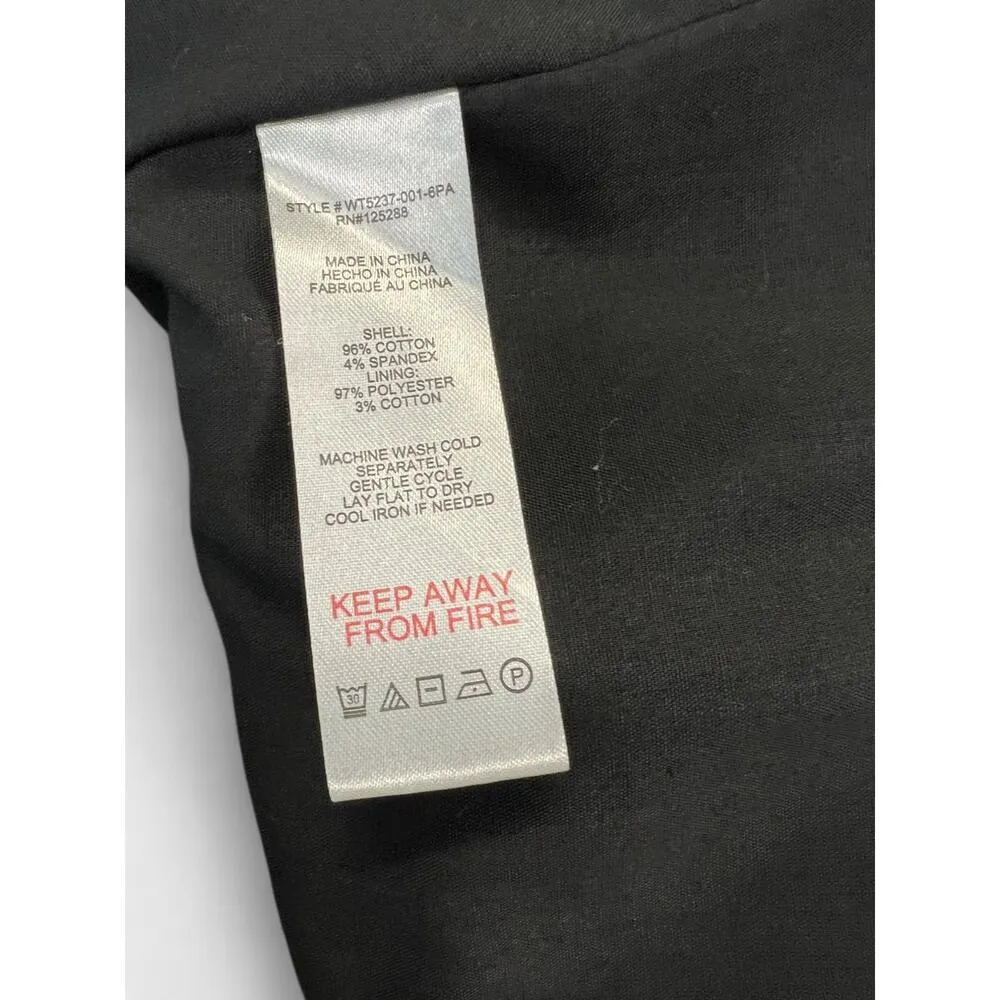 STYLE # WT5237-001-6PA
RN#125288
MADE IN CHINA
HECHO IN CHINA
FABRIQUÉ AU CHINA
SHELL:
96% COTTON
4% SPANDEX
LINING:
97% POLYESTER
3% COTTON
MACHINE WASH COLD
SEPARATELY
GENTLE CYCLE
LAY FLAT TO DRY
COOL IRON IF NEEDED
KEEP AWAY
FROM FIRE
30 P